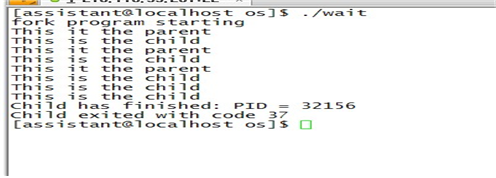 [assistant@localhost os]$ ./wait
fork program starting
This it the parent
This is the child
This it the parent
This is the child
This it the parent
This is the child
This is the child
This is the child
Child has finished: PID = 32156
Child exited with code 37
[assistant@localhost os]$